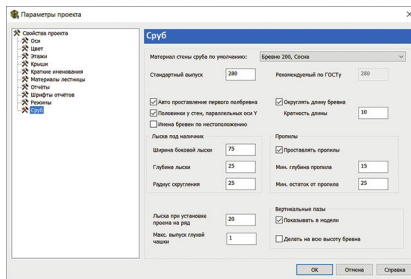 Параметры проекта
Свойства проекта
Оси
Цвет
Этажи
Крыши
Краткие именования
Материалы лестницы
Отчёты
Шрифты отчётов
Режимы
Сруб
Сруб
Материал стены сруба по умолчанию: Бревно 200, Сосна
Стандартный выпуск 280 Рекомендуемый по ГОСТу 280
Авто проставление первого полбревна
Округлять длину бревна
Половинки у стен, параллельных оси Y
Кратность длины 10
Имена бревен по местоположению
Лыска под наличник
Ширина боковой лыски 75
Глубина лыски 25
Радиус скругления 25
Пропилы
Проставлять пропилы
Мин. глубина пропила 15
Мин. остаток от пропила 25
Лыска при установке
проема на ряд 20
Макс. выпуск глухой
чашки 1
Вертикальные пазы
Показывать в модели
Делать на всю высоту бревна
ОК Отмена Справка